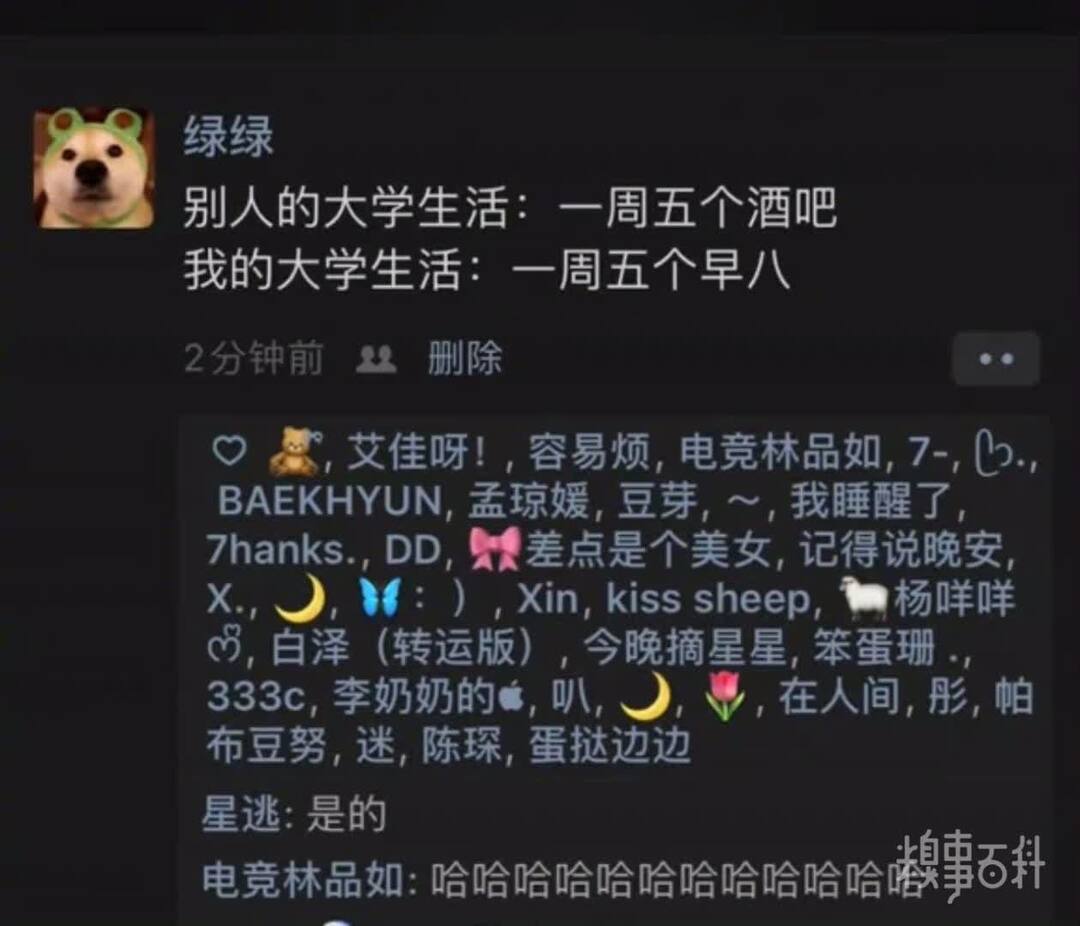 绿绿
别人的大学生活：一周五个酒吧
我的大学生活：一周五个早八
2分钟前 删除
♡ 🧸, 艾佳呀！, 容易烦, 电竞林品如, 7-, .,
BAEKHYUN, 孟琼媛, 豆芽, ～, 我睡醒了,
7hanks., DD, 🎀差点是个美女, 记得说晚安,
X., 🌙, 🦋：）, Xin, kiss sheep, 🐑杨咩咩
, 白泽（转运版）, 今晚摘星星, 笨蛋珊 .,
333c, 李奶奶的, 叭, 🌙, 🌷, 在人间, 彤, 帕
布豆努, 迷, 陈琛, 蛋挞边边
星逃: 是的
电竞林品如: 哈哈哈哈哈哈哈哈哈哈哈哈
糗事百科